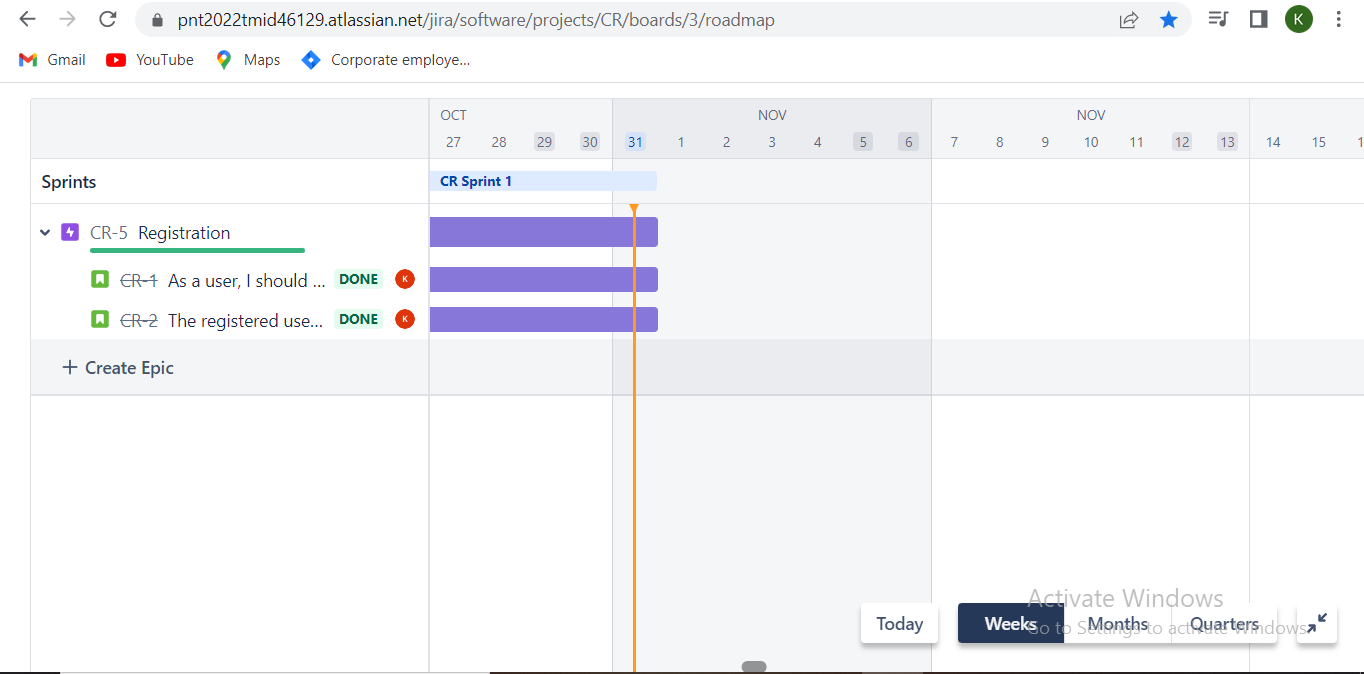 pnt2022tmid46129.atlassian.net/jira/software/projects/CR/boards/3/roadmap
K
Gmail YouTube Maps Corporate employe...
OCT NOV NOV
27 28 29 30 31 1 2 3 4 5 6 7 8 9 10 11 12 13 14 15 1
Sprints CR Sprint 1
CR-5 Registration
CR-1 As a user, I should ... DONE K
CR-2 The registered use... DONE K
+ Create Epic
Activate Windows
Today Weeks Months Quarters
Go to Settings to activate Windows.